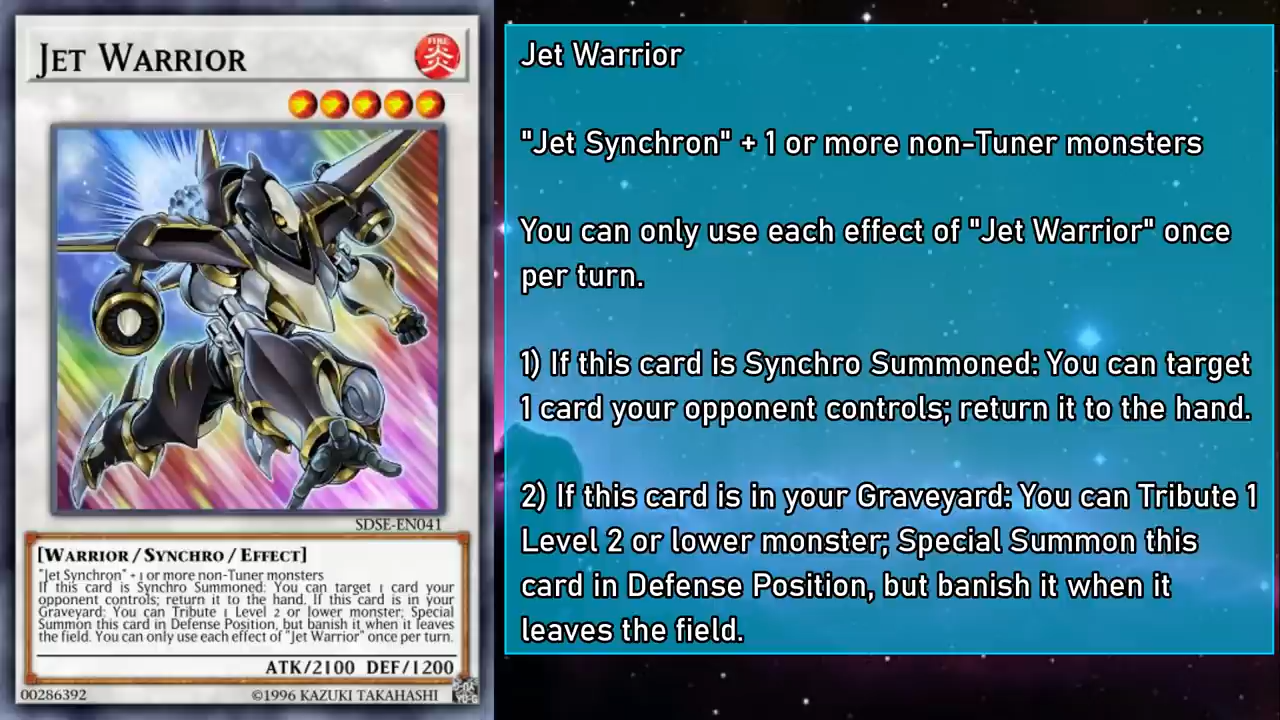 JET WARRIOR
FIRE
炎
SDSE-EN041
[WARRIOR/SYNCHRO/EFFECT]
"Jet Synchron" + 1 or more non-Tuner monsters
If this card is Synchro Summoned: You can target 1 card your
opponent controls; return it to the hand. If this card is in your
Graveyard: You can Tribute 1 Level 2 or lower monster; Special
Summon this card in Defense Position, but banish it when it leaves
the field. You can only use each effect of "Jet Warrior" once per turn.
ATK/2100 DEF/1200
00286392
©1996 KAZUKI TAKAHASHI
Jet Warrior
"Jet Synchron" + 1 or more non-Tuner monsters
You can only use each effect of "Jet Warrior" once
per turn.
1) If this card is Synchro Summoned: You can target
1 card your opponent controls; return it to the hand.
2) If this card is in your Graveyard: You can Tribute 1
Level 2 or lower monster; Special Summon this
card in Defense Position, but banish it when it
leaves the field.